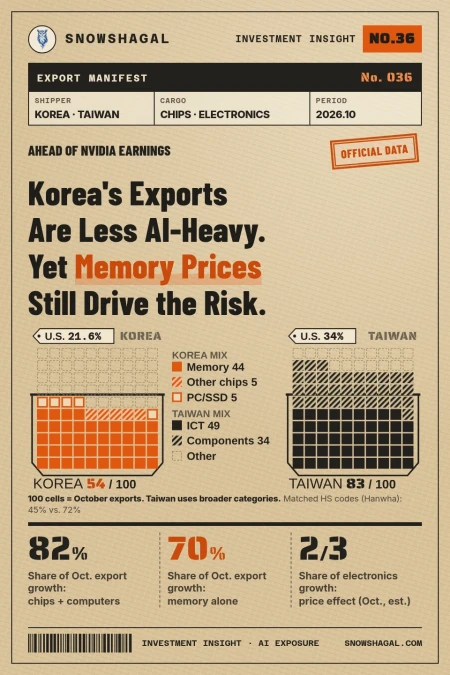 SNOWSHAGAL
INVESTMENT INSIGHT NO.36
EXPORT MANIFEST No. 036
SHIPPER
KOREA · TAIWAN
CARGO
CHIPS · ELECTRONICS
PERIOD
2026.10
AHEAD OF NVIDIA EARNINGS
OFFICIAL DATA
Korea's Exports
Are Less AI-Heavy.
Yet Memory Prices
Still Drive the Risk.
U.S. 21.6% KOREA
U.S. 34% TAIWAN
KOREA MIX
Memory 44
Other chips 5
PC/SSD 5
TAIWAN MIX
ICT 49
Components 34
Other
KOREA 54 / 100
TAIWAN 83 / 100
100 cells = October exports. Taiwan uses broader categories. Matched HS codes (Hanwha):
45% vs. 72%
82%
Share of Oct. export
growth:
chips + computers
70%
Share of Oct. export
growth:
memory alone
2/3
Share of electronics
growth:
price effect (Oct., est.)
INVESTMENT INSIGHT · AI EXPOSURE
SNOWSHAGAL.COM